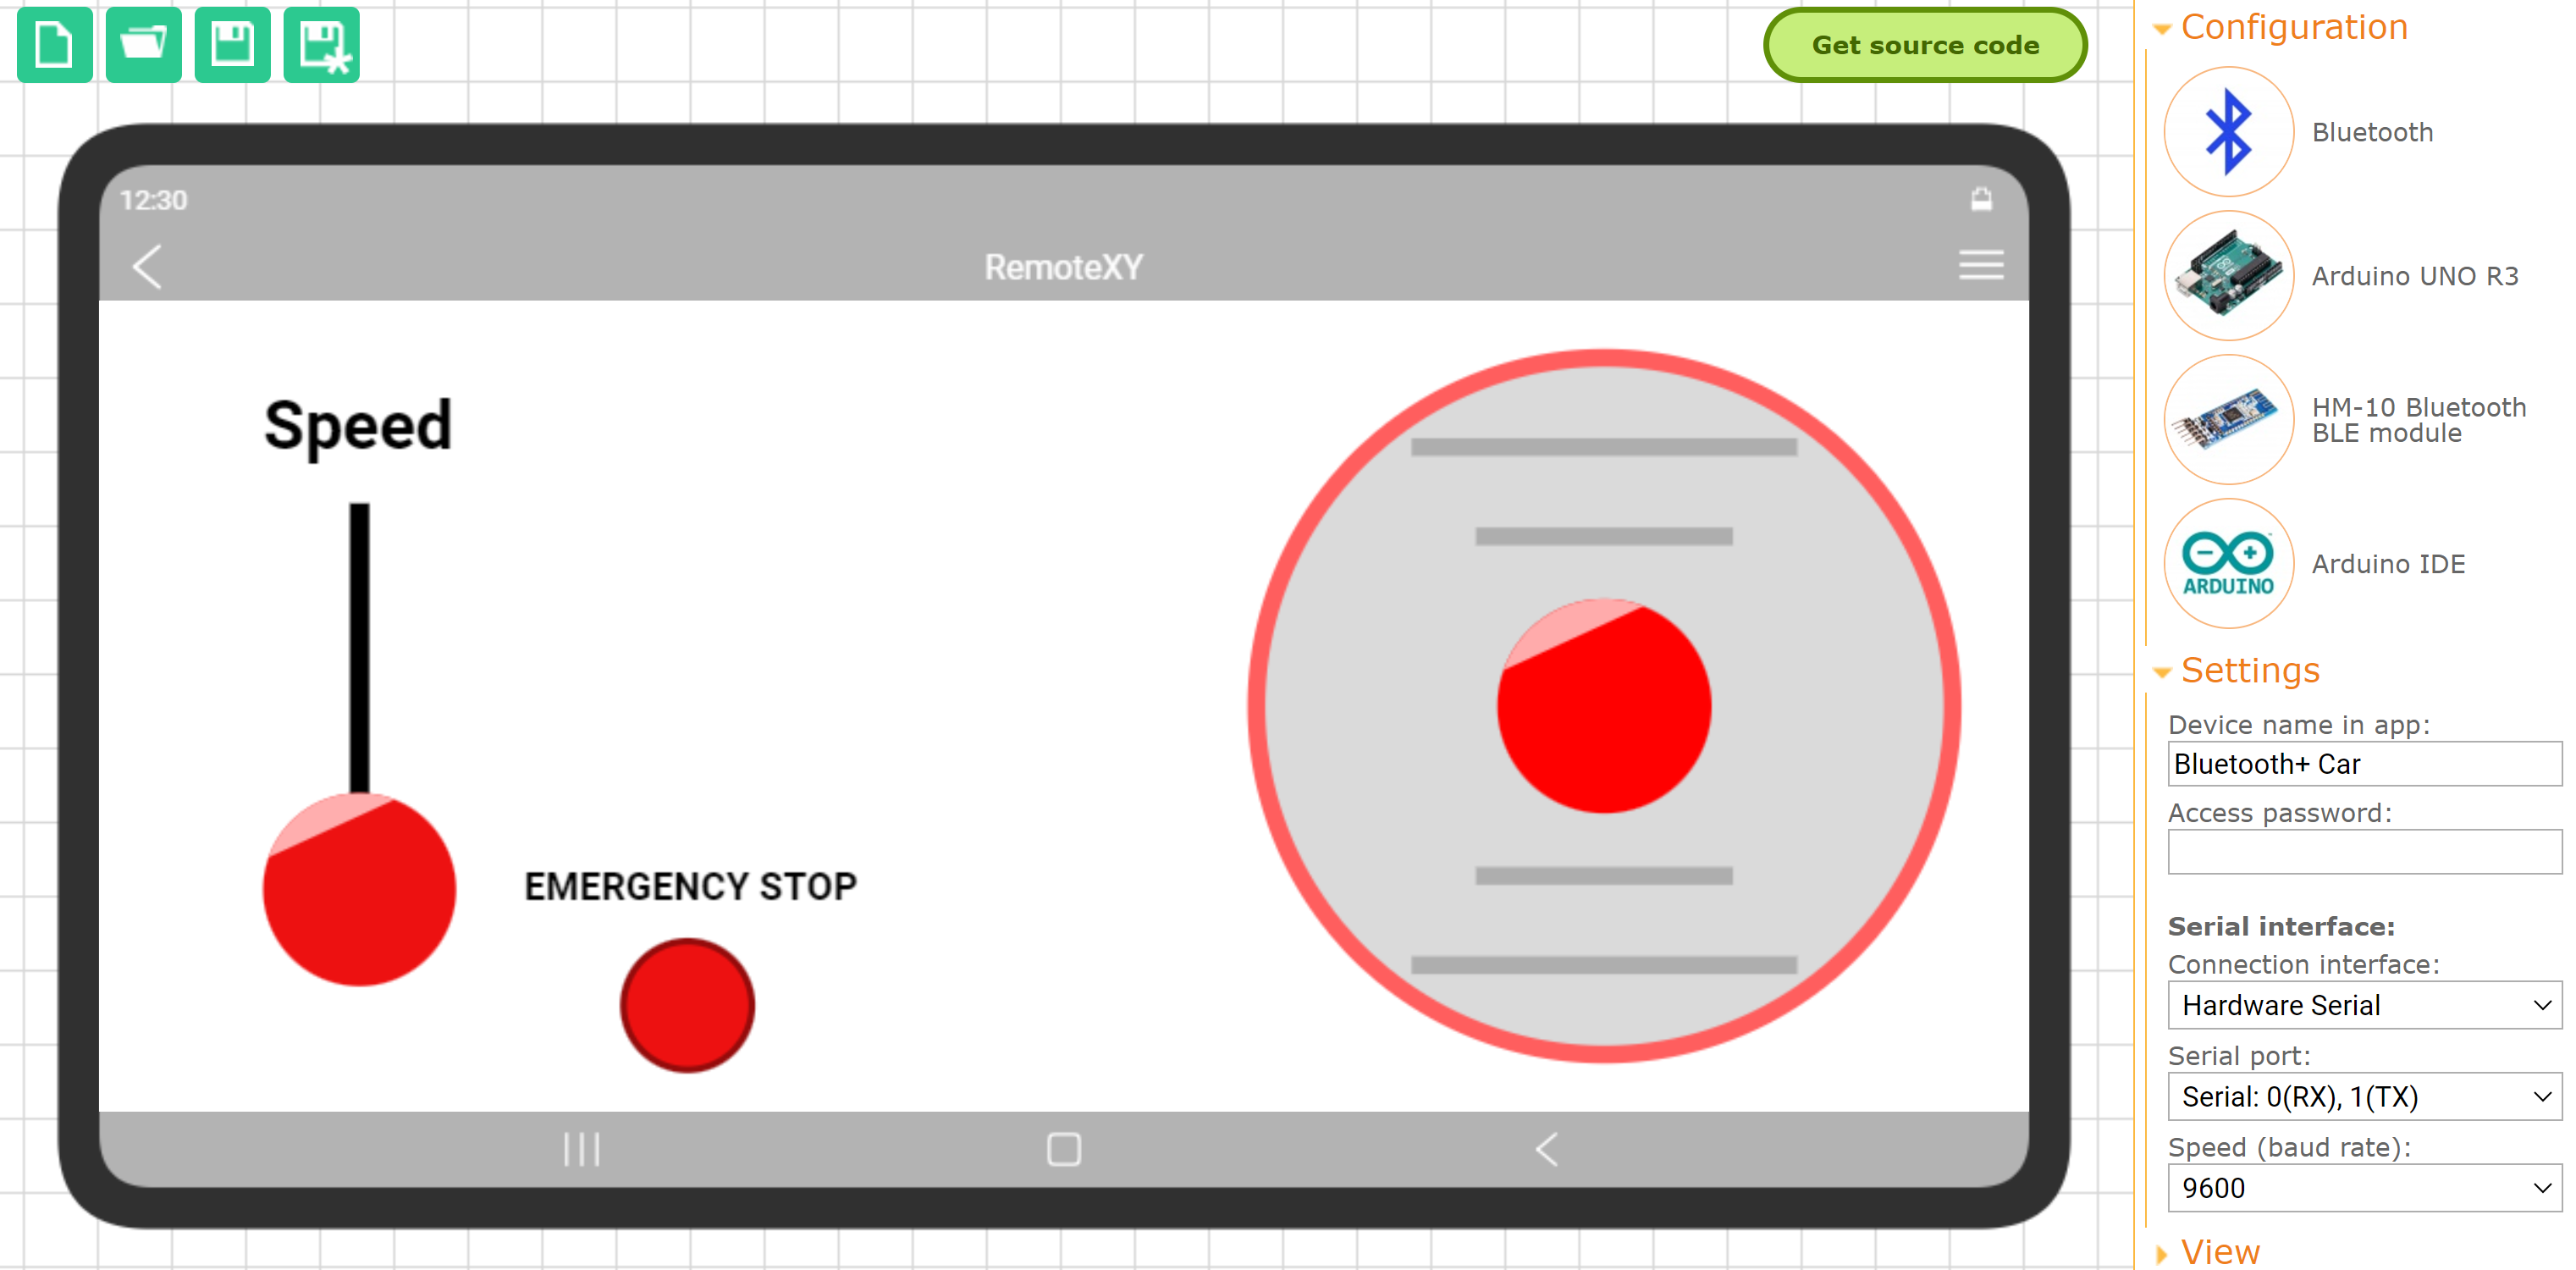 Get source code
12:30
RemoteXY
Speed
EMERGENCY STOP
Configuration
Bluetooth
Arduino UNO R3
HM-10 Bluetooth
BLE module
ARDUINO
Arduino IDE
Settings
Device name in app:
Bluetooth+ Car
Access password:
Serial interface:
Connection interface:
Hardware Serial
Serial port:
Serial: 0(RX), 1(TX)
Speed (baud rate):
9600
View